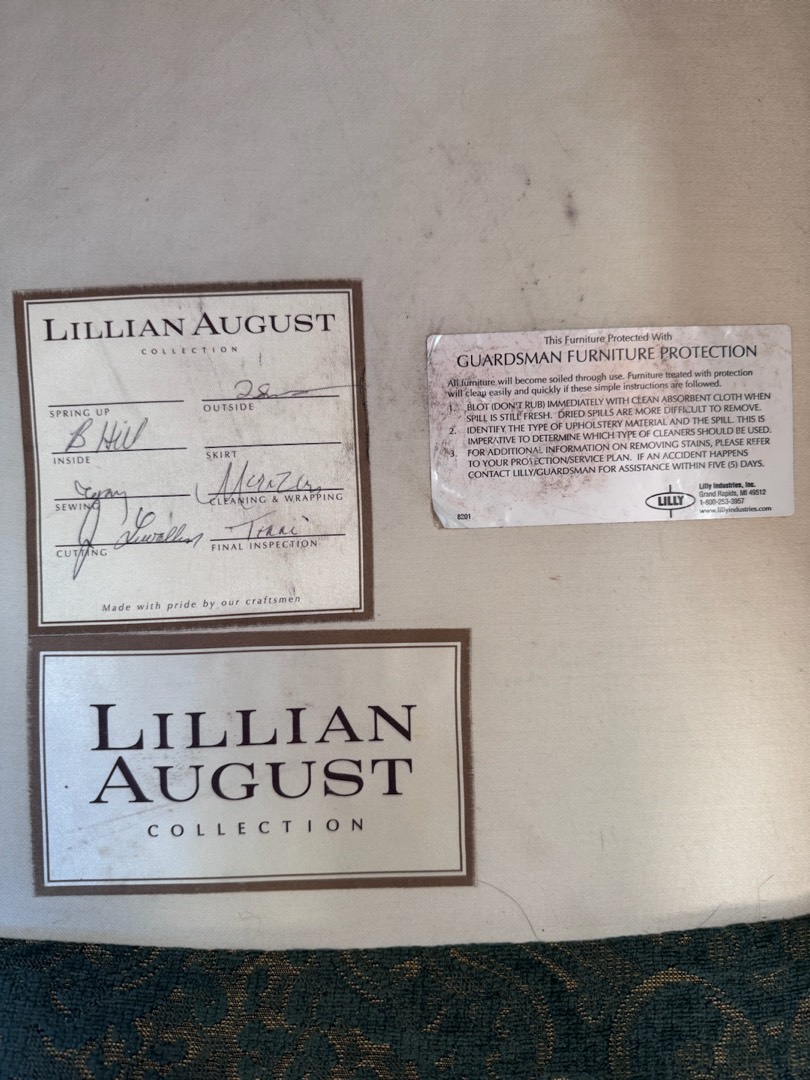 LILLIAN AUGUST
COLLECTION
SPRING UP
OUTSIDE
B Hill
INSIDE
SKIRT
SEWING
CLEANING & WRAPPING
CUTTING
FINAL INSPECTION
Made with pride by our craftsmen
LILLIAN
AUGUST
COLLECTION
This Furniture Protected With
GUARDSMAN FURNITURE PROTECTION
All furniture will become soiled through use. Furniture treated with protection
will clean easily and quickly if these simple instructions are followed.
1. BLOT (DON'T RUB) IMMEDIATELY WITH CLEAN ABSORBENT CLOTH WHEN
SPILL IS STILL FRESH. DRIED SPILLS ARE MORE DIFFICULT TO REMOVE.
2. IDENTIFY THE TYPE OF UPHOLSTERY MATERIAL AND THE SPILL. THIS IS
IMPERATIVE TO DETERMINE WHICH TYPE OF CLEANERS SHOULD BE USED.
3. FOR ADDITIONAL INFORMATION ON REMOVING STAINS, PLEASE REFER
TO YOUR PROTECTION/SERVICE PLAN. IF AN ACCIDENT HAPPENS
CONTACT LILLY/GUARDSMAN FOR ASSISTANCE WITHIN FIVE (5) DAYS.
LILLY
Lilly Industries, Inc.
Grand Rapids, MI 49512
1-800-253-3957
www.lillyindustries.com
8201